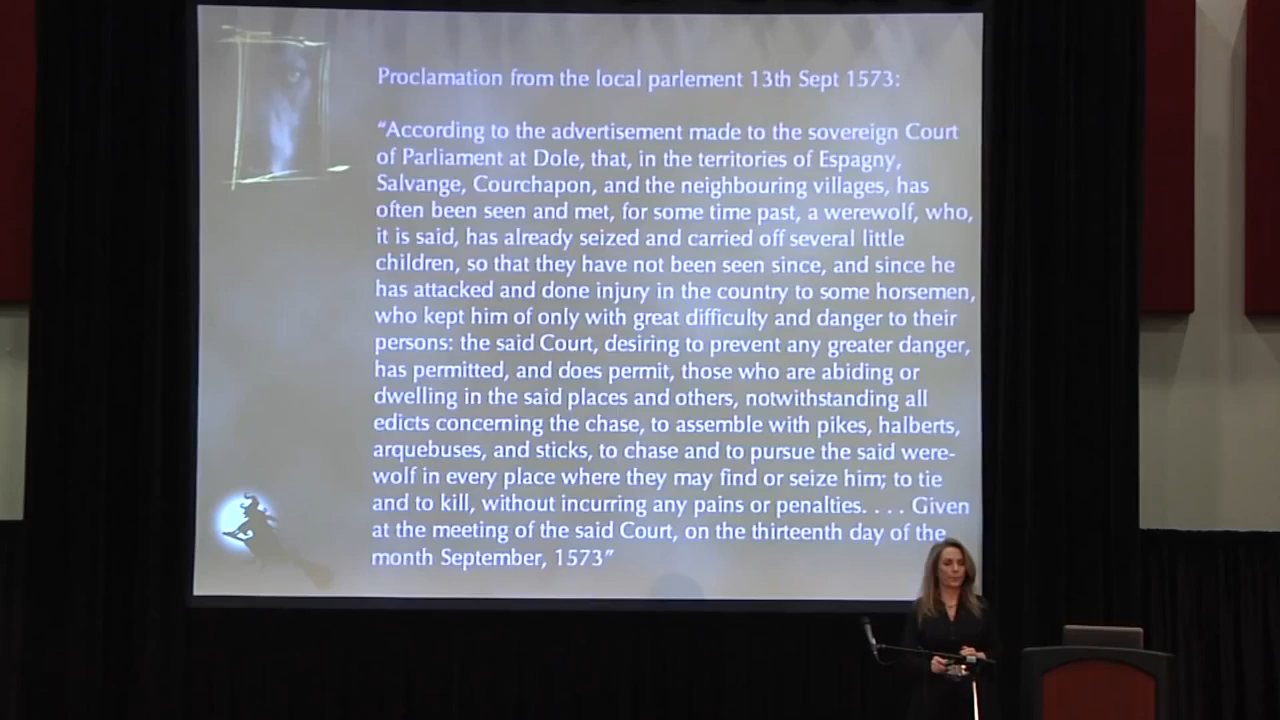 Proclamation from the local parlement 13th Sept 1573:
“According to the advertisement made to the sovereign Court
of Parliament at Dole, that, in the territories of Espagny,
Salvange, Courchapon, and the neighbouring villages, has
often been seen and met, for some time past, a werewolf, who,
it is said, has already seized and carried off several little
children, so that they have not been seen since, and since he
has attacked and done injury in the country to some horsemen,
who kept him of only with great difficulty and danger to their
persons: the said Court, desiring to prevent any greater danger,
has permitted, and does permit, those who are abiding or
dwelling in the said places and others, notwithstanding all
edicts concerning the chase, to assemble with pikes, halberts,
arquebuses, and sticks, to chase and to pursue the said were-
wolf in every place where they may find or seize him; to tie
and to kill, without incurring any pains or penalties. . . . Given
at the meeting of the said Court, on the thirteenth day of the
month September, 1573”